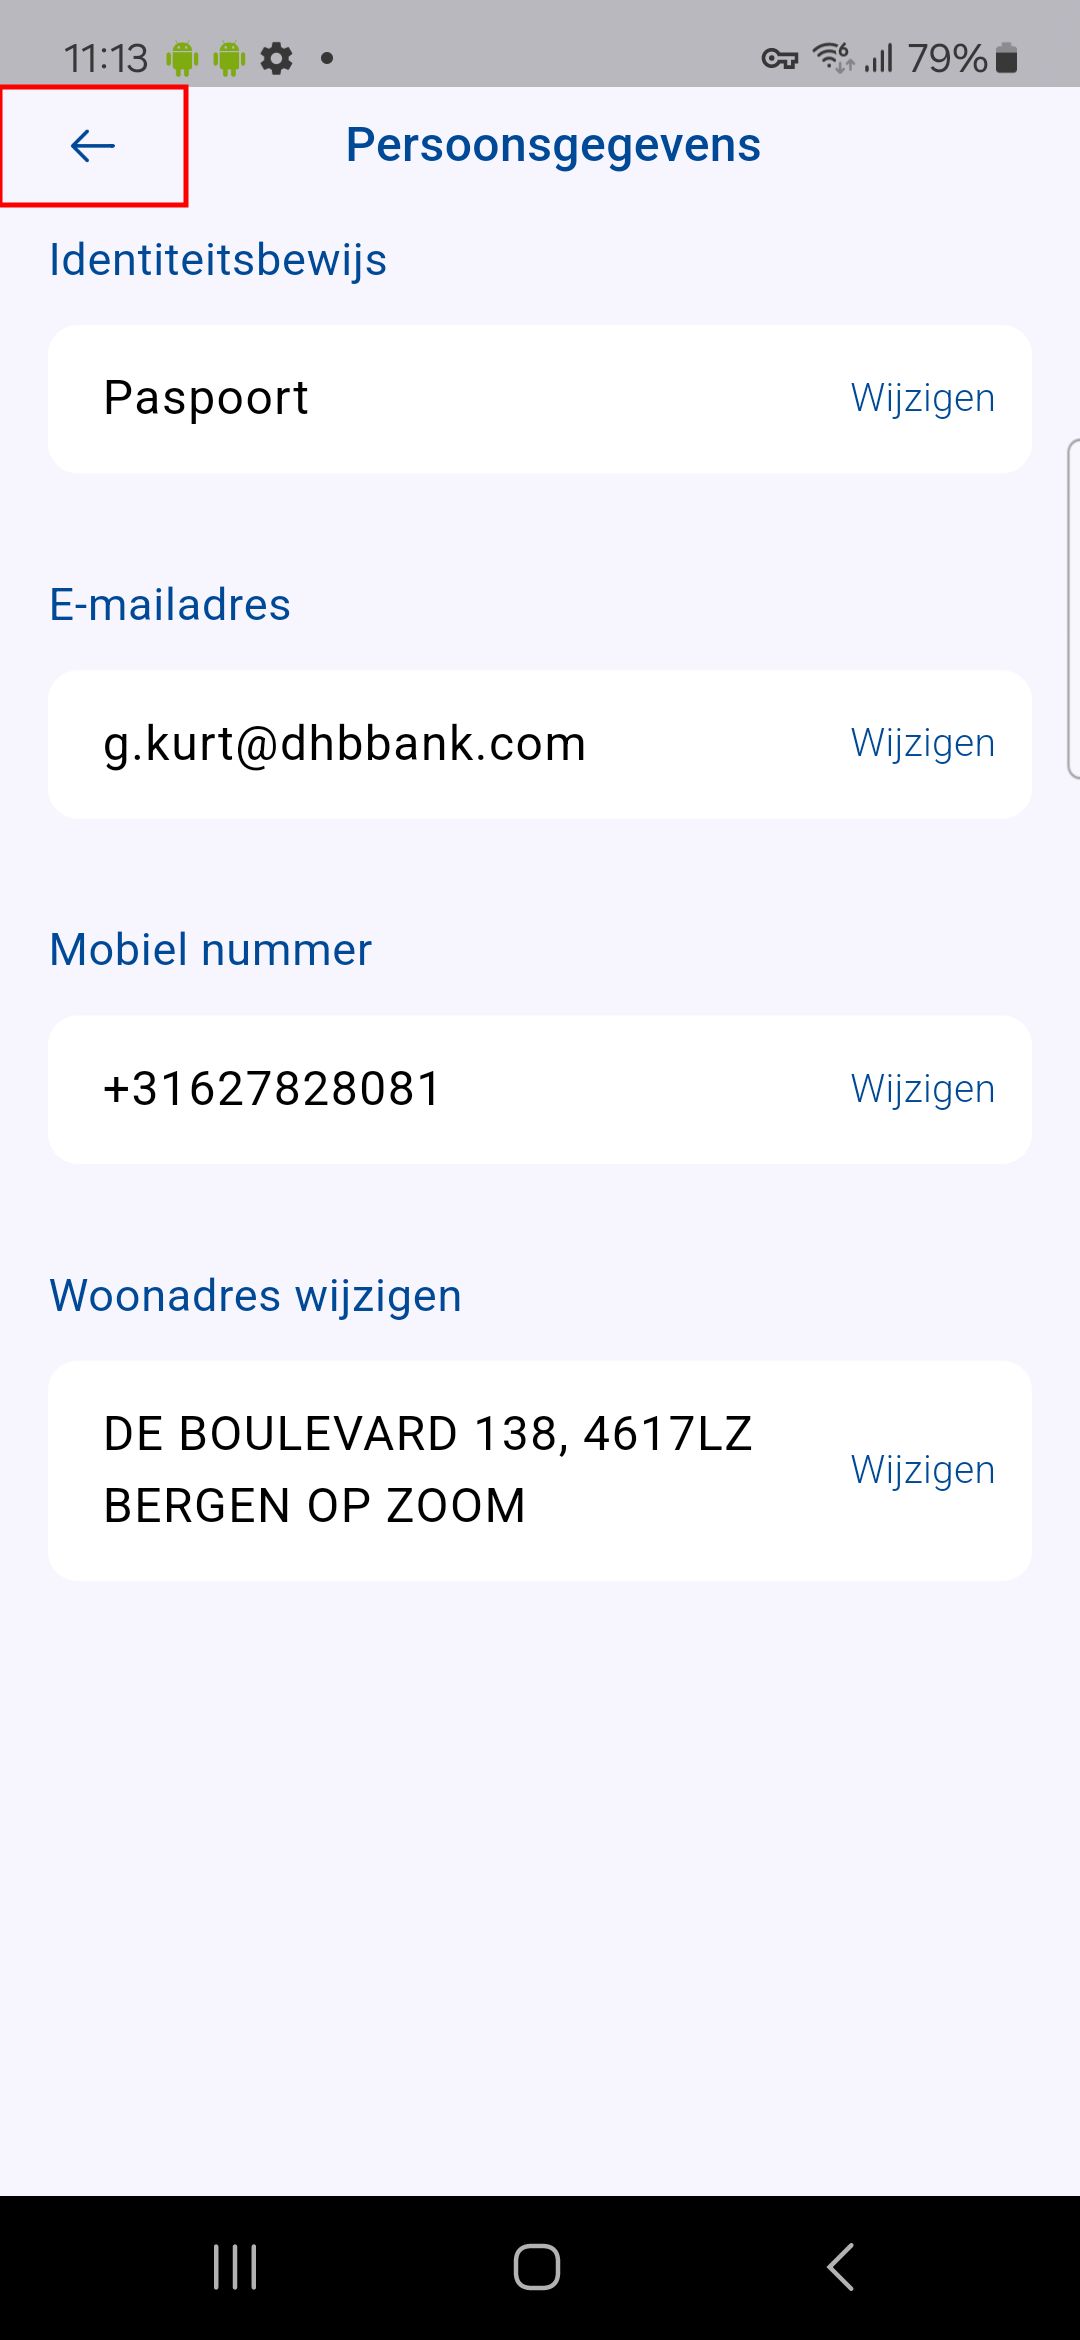 11:13
79%
Persoonsgegevens
Identiteitsbewijs
Paspoort
Wijzigen
E-mailadres
g.kurt@dhbbank.com
Wijzigen
Mobiel nummer
+31627828081
Wijzigen
Woonadres wijzigen
DE BOULEVARD 138, 4617LZ
BERGEN OP ZOOM
Wijzigen